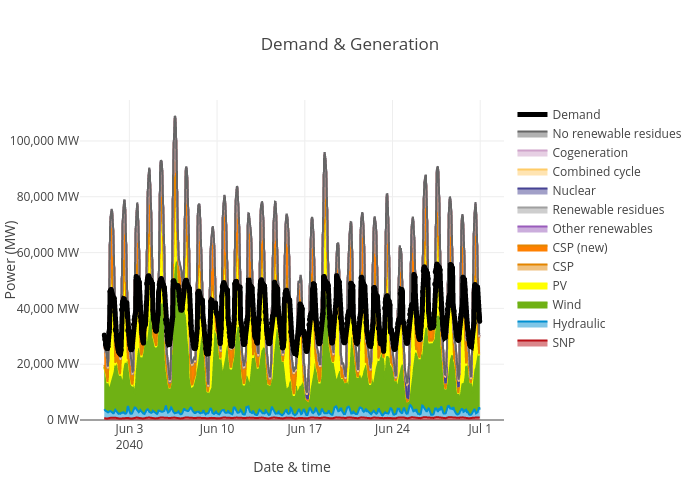 Demand & Generation
Power (MW)
100,000 MW
80,000 MW
60,000 MW
40,000 MW
20,000 MW
0 MW
Jun 3
2040
Jun 10
Jun 17
Jun 24
Jul 1
Date & time
Demand
No renewable residues
Cogeneration
Combined cycle
Nuclear
Renewable residues
Other renewables
CSP (new)
CSP
PV
Wind
Hydraulic
SNP